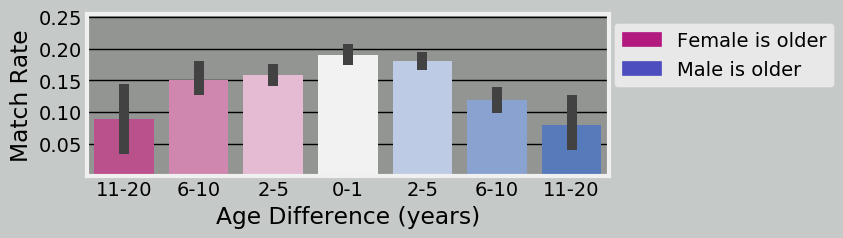 0.25
0.20
0.15
0.10
0.05
Match Rate
11-20 6-10 2-5 0-1 2-5 6-10 11-20
Age Difference (years)
Female is older
Male is older